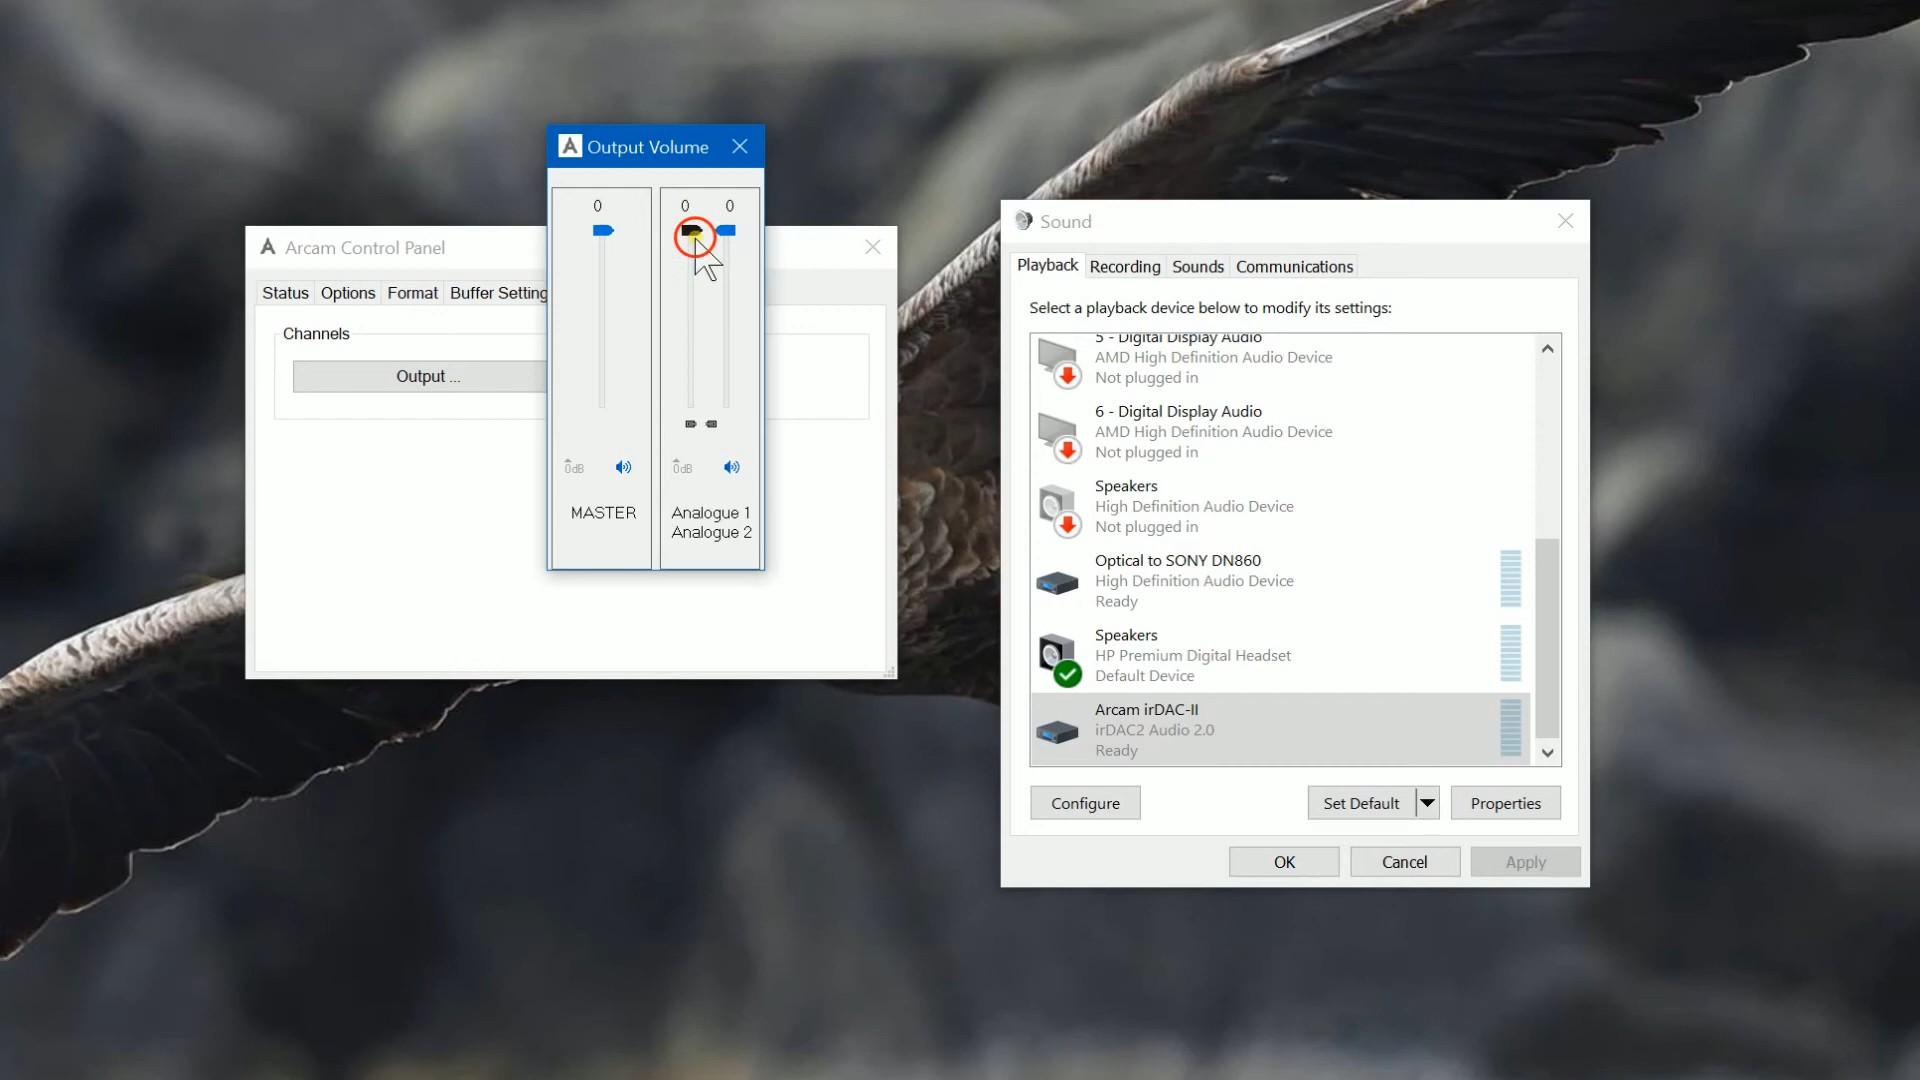 Output Volume
0
0
0
0dB
0dB
MASTER
Analogue 1
Analogue 2
Arcam Control Panel
Status
Options
Format
Buffer Setting
Channels
Output ...
Sound
Playback
Recording
Sounds
Communications
Select a playback device below to modify its settings:
5 - Digital Display Audio
AMD High Definition Audio Device
Not plugged in
6 - Digital Display Audio
AMD High Definition Audio Device
Not plugged in
Speakers
High Definition Audio Device
Not plugged in
Optical to SONY DN860
High Definition Audio Device
Ready
Speakers
HP Premium Digital Headset
Default Device
Arcam irDAC-II
irDAC2 Audio 2.0
Ready
Configure
Set Default
Properties
OK
Cancel
Apply